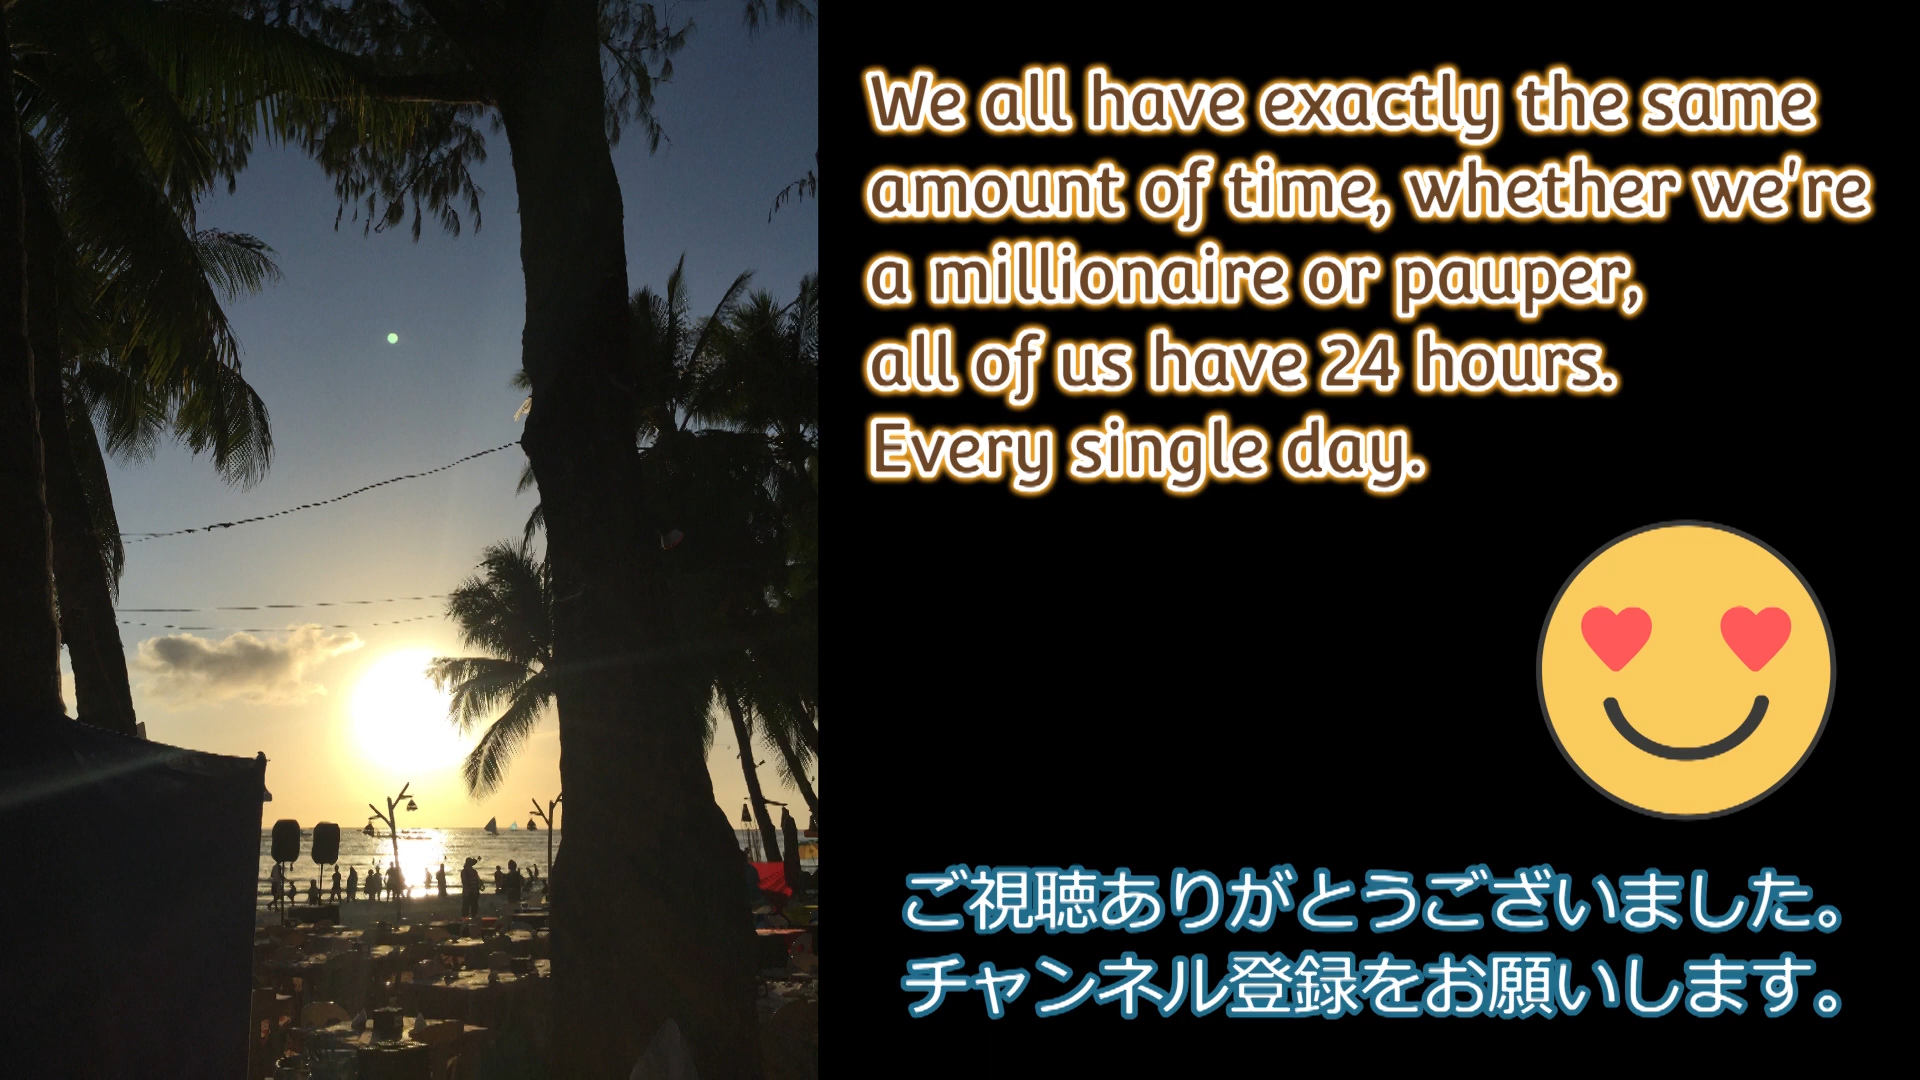 We all have exactly the same
amount of time, whether we're
a millionaire or pauper,
all of us have 24 hours.
Every single day.
ご視聴ありがとうございました。
チャンネル登録をお願いします。